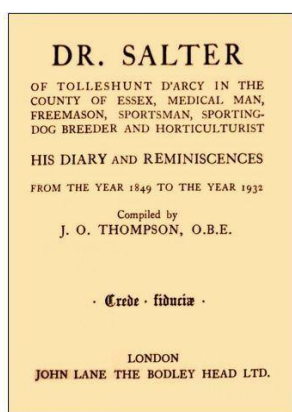 DR. SALTER
OF TOLLESHUNT D'ARCY IN THE
COUNTY OF ESSEX, MEDICAL MAN,
FREEMASON, SPORTSMAN, SPORTING-
DOG BREEDER AND HORTICULTURIST
HIS DIARY AND REMINISCENCES
FROM THE YEAR 1849 TO THE YEAR 1932
Compiled by
J. O. THOMPSON, O.B.E.
· Crede · fiduciæ ·
LONDON
JOHN LANE THE BODLEY HEAD LTD.